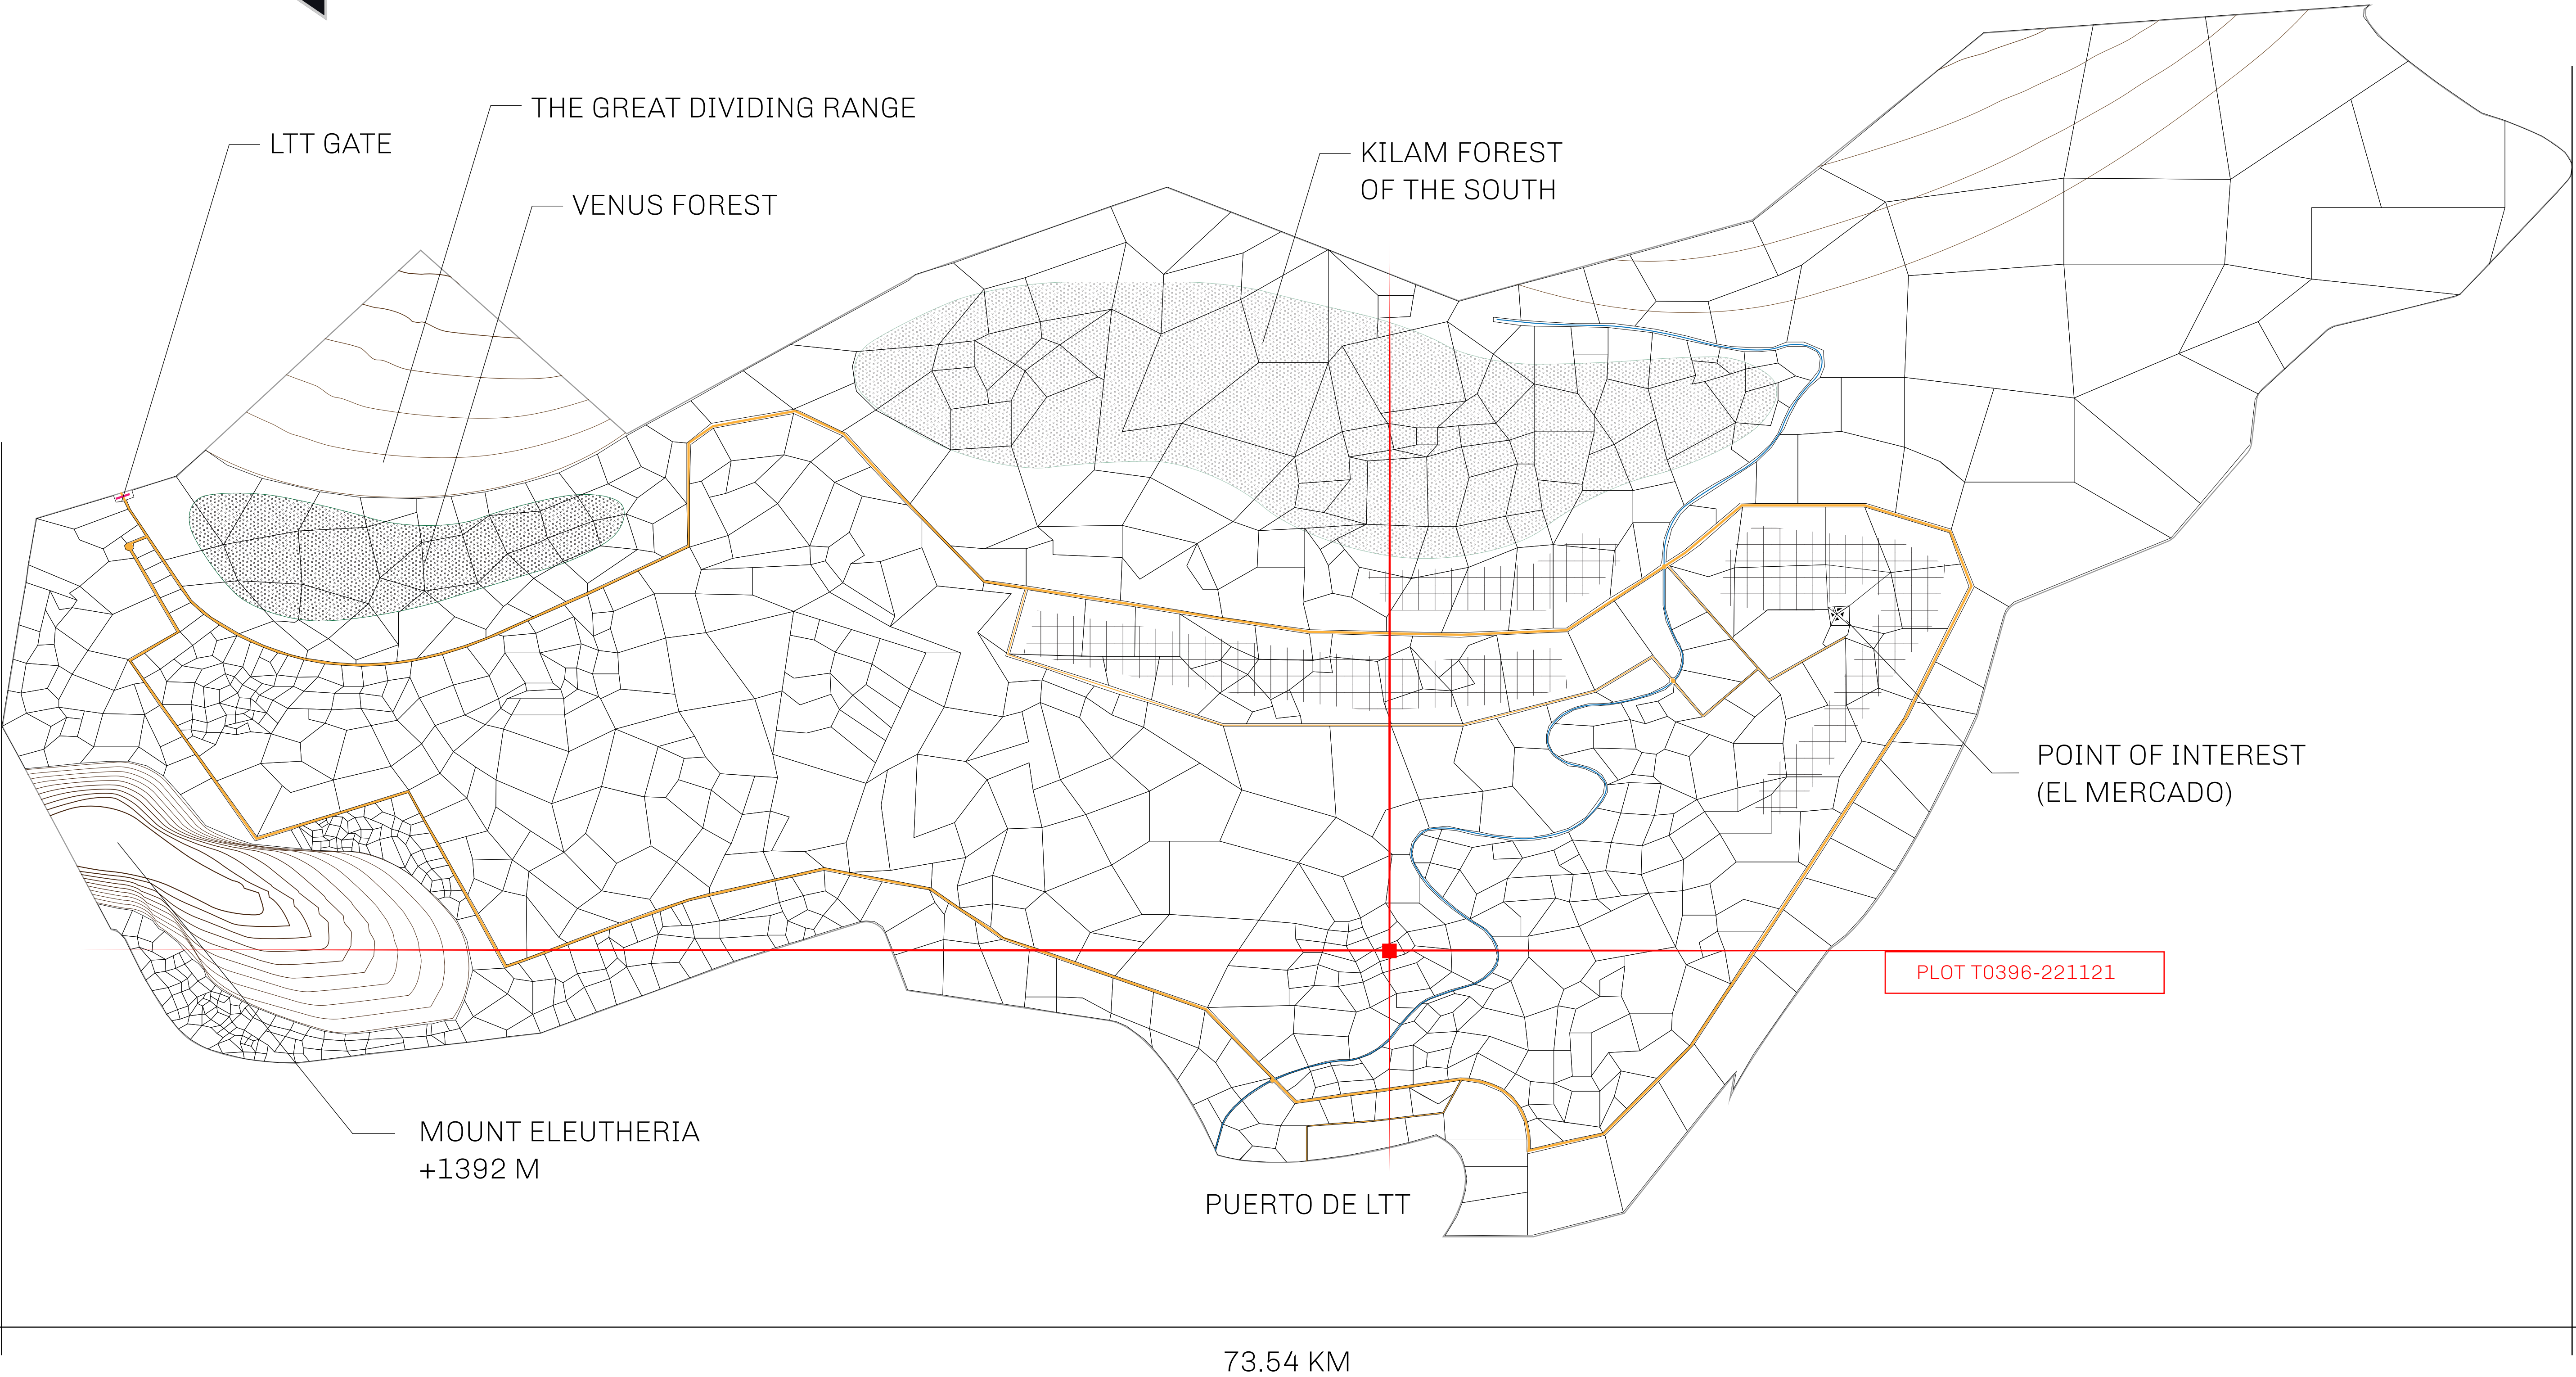 THE GREAT DIVIDING RANGE
LTT GATE
VENUS FOREST
KILAM FOREST
OF THE SOUTH
POINT OF INTEREST
(EL MERCADO)
PLOT T0396-221121
MOUNT ELEUTHERIA
+1392 M
PUERTO DE LTT
73.54 KM